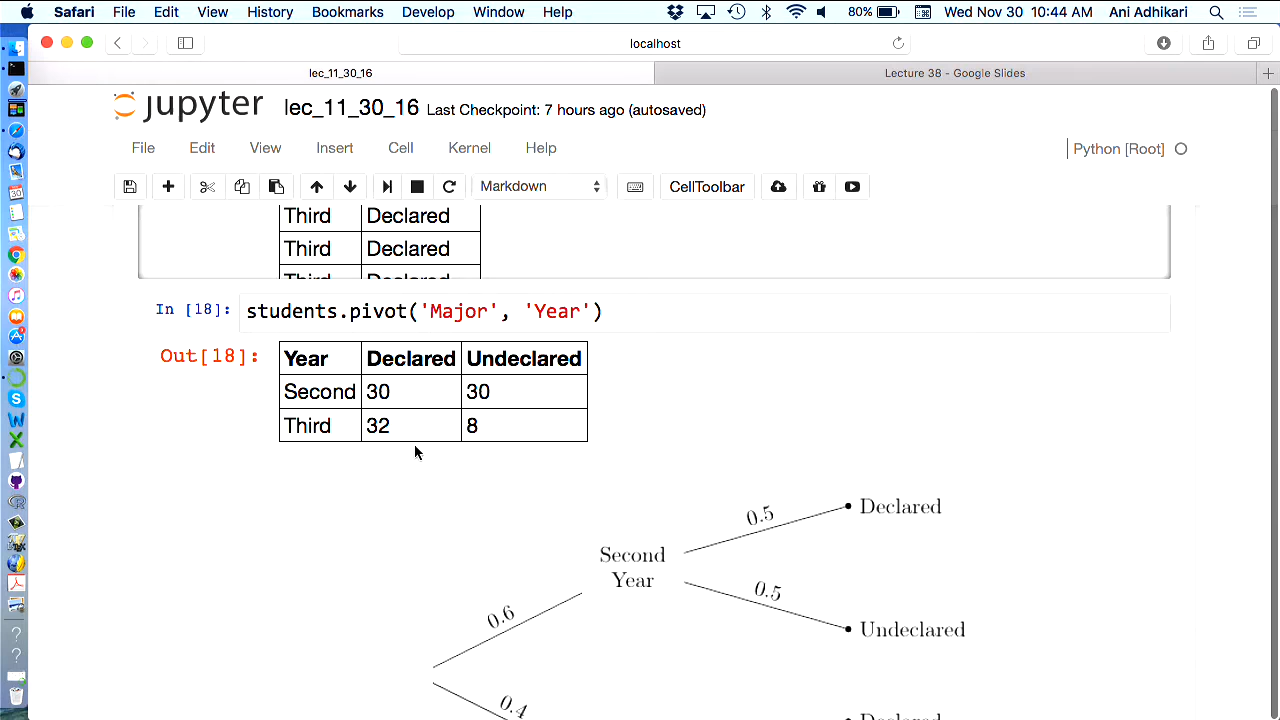 Safari File Edit View History Bookmarks Develop Window Help 80% Wed Nov 30 10:44 AM Ani Adhikari
localhost
lec_11_30_16 Lecture 38 - Google Slides
jupyter lec_11_30_16 Last Checkpoint: 7 hours ago (autosaved)
File Edit View Insert Cell Kernel Help Python [Root]
Markdown CellToolbar
Third Declared
Third Declared
Third Declared
In [18]: students.pivot('Major', 'Year')
Out[18]: Year Declared Undeclared
Second 30 30
Third 32 8
0.5 Declared
Second
Year
0.5
0.6
Undeclared
0.4
Declared